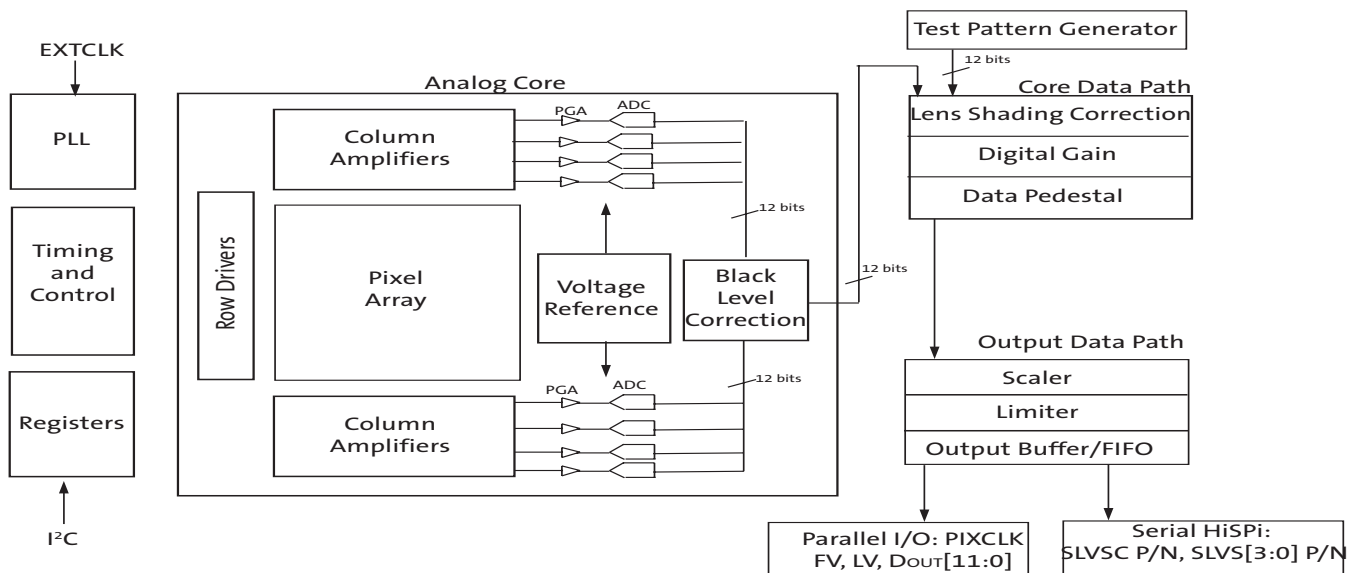 Test Pattern Generator
12 bits
EXTCLK
PLL
Timing
and
Control
Registers
I²C
Analog Core
Column
Amplifiers
PGA
ADC
Row Drivers
Pixel
Array
Voltage
Reference
12 bits
Black
Level
Correction
12 bits
12 bits
Column
Amplifiers
PGA
ADC
Core Data Path
Lens Shading Correction
Digital Gain
Data Pedestal
Output Data Path
Scaler
Limiter
Output Buffer/FIFO
Parallel I/O: PIXCLK
FV, LV, DOUT[11:0]
Serial HiSPi:
SLVSC P/N, SLVS[3:0] P/N